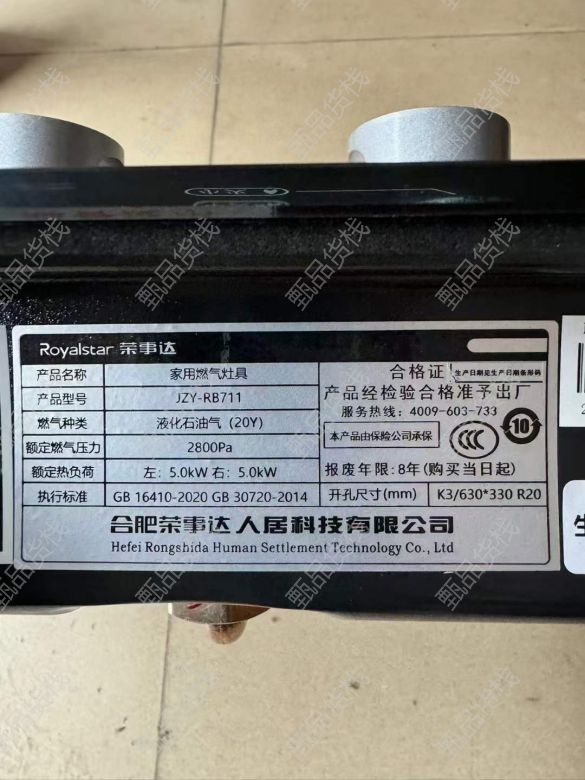 Royalstar 荣事达
产品名称 家用燃气灶具
产品型号 JZY-RB711
燃气种类 液化石油气（20Y）
额定燃气压力 2800Pa
额定热负荷 左：5.0kW 右：5.0kW
执行标准 GB 16410-2020 GB 30720-2014
合格证 生产日期见生产日期条形码
产品经检验合格准予出厂
服务热线：4009-603-733
本产品由保险公司承保
CCC
10
报废年限：8年(购买当日起)
开孔尺寸(mm) K3/630*330 R20
合肥荣事达人居科技有限公司
Hefei Rongshida Human Settlement Technology Co., Ltd
甄品货栈